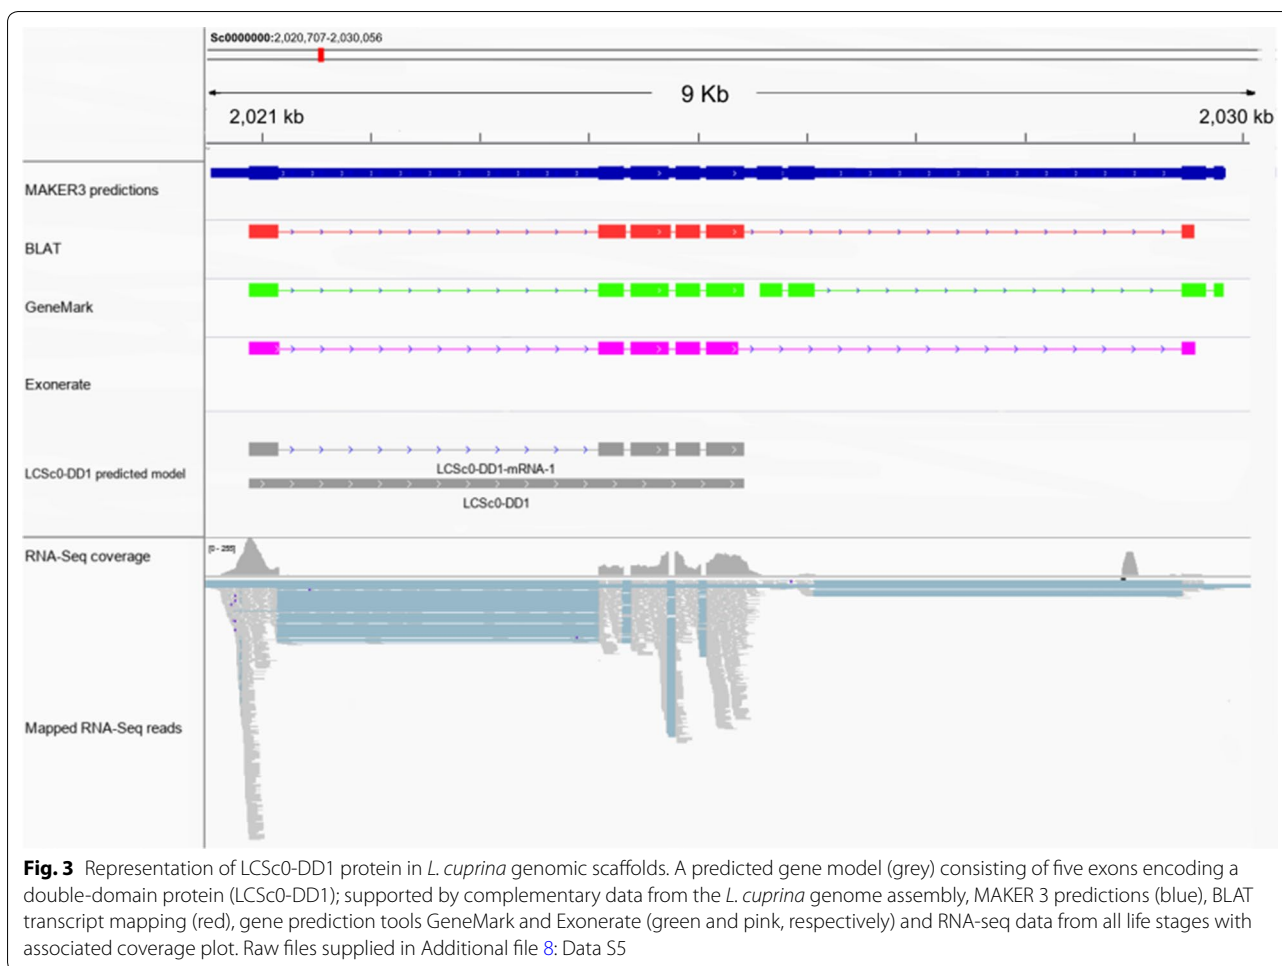 Sc0000000:2,020,707-2,030,056
9 Kb
2,021 kb
2,030 kb
MAKER3 predictions
BLAT
GeneMark
Exonerate
LCSc0-DD1 predicted model
LCSc0-DD1-mRNA-1
LCSc0-DD1
RNA-Seq coverage
[0 - 255]
Mapped RNA-Seq reads
Fig. 3 Representation of LCSc0-DD1 protein in L. cuprina genomic scaffolds. A predicted gene model (grey) consisting of five exons encoding a
double-domain protein (LCSc0-DD1); supported by complementary data from the L. cuprina genome assembly, MAKER 3 predictions (blue), BLAT
transcript mapping (red), gene prediction tools GeneMark and Exonerate (green and pink, respectively) and RNA-seq data from all life stages with
associated coverage plot. Raw files supplied in Additional file 8: Data S5